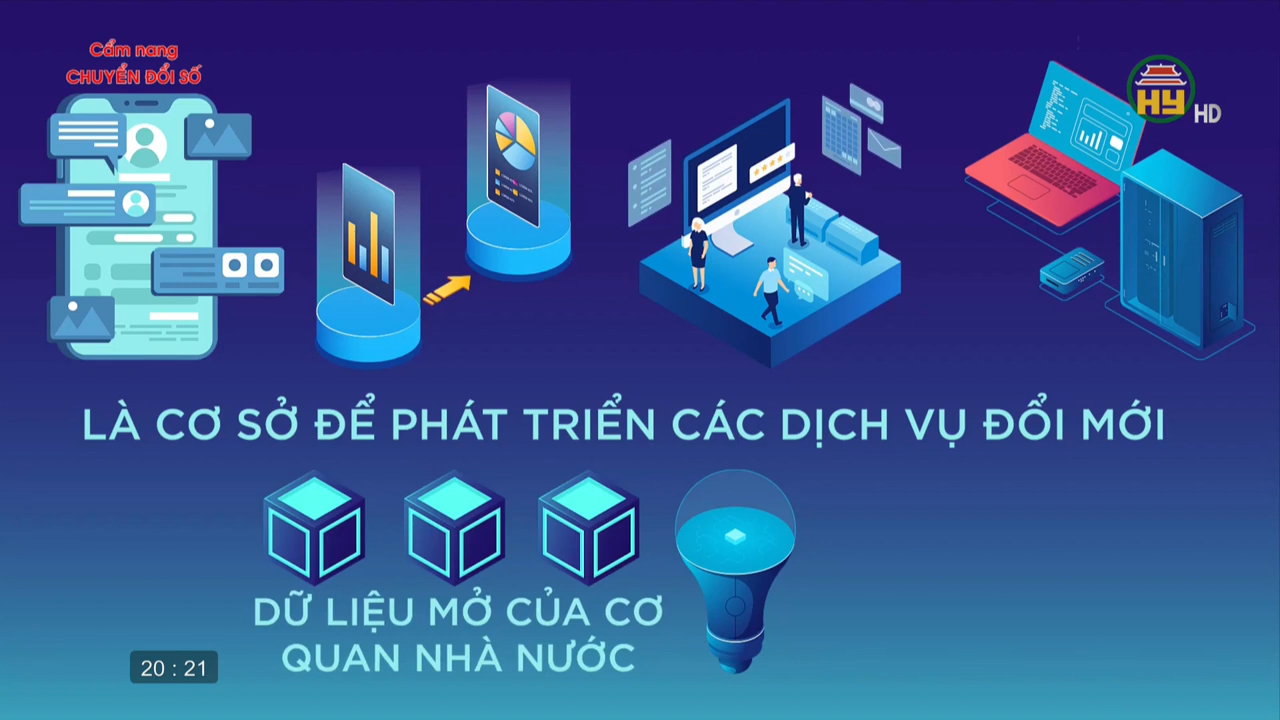 Cẩm nang
CHUYỂN ĐỔI SỐ
HY HD
LÀ CƠ SỞ ĐỂ PHÁT TRIỂN CÁC DỊCH VỤ ĐỔI MỚI
DỮ LIỆU MỞ CỦA CƠ
QUAN NHÀ NƯỚC
20 : 21